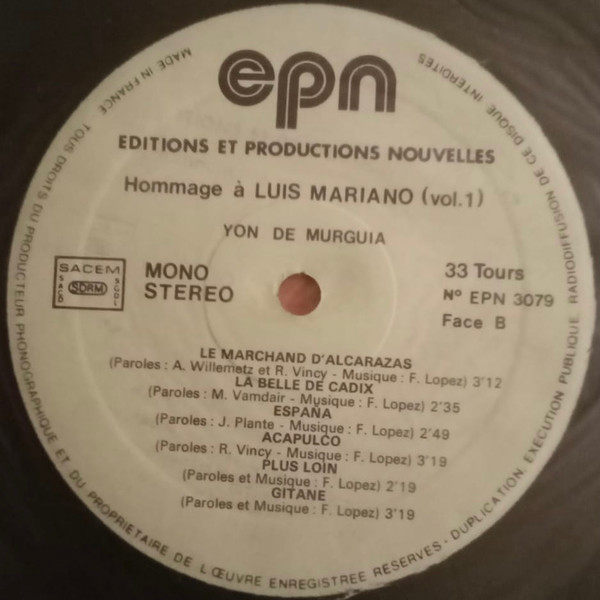 epn
EDITIONS ET PRODUCTIONS NOUVELLES
Hommage à LUIS MARIANO (vol.1)
YON DE MURGUIA
SACEM
SACD
SDRM
SGDL
MONO
STEREO
33 Tours
Nº EPN 3079
Face B
LE MARCHAND D'ALCARAZAS
(Paroles : A. Willemetz et R. Vincy - Musique : F. Lopez) 3'12
LA BELLE DE CADIX
(Paroles : M. Vamdair - Musique : F. Lopez) 2'35
ESPAÑA
(Paroles : J. Plante - Musique : F. Lopez) 2'49
ACAPULCO
(Paroles : R. Vincy - Musique : F. Lopez) 3'19
PLUS LOIN
(Paroles et Musique : F. Lopez) 2'19
GITANE
(Paroles et Musique : F. Lopez) 3'19
MADE IN FRANCE · TOUS DROITS DU PRODUCTEUR PHONOGRAPHIQUE ET DU PROPRIETAIRE DE L'ŒUVRE ENREGISTREE RESERVES - DUPLICATION, EXECUTION PUBLIQUE RADIODIFFUSION DE CE DISQUE INTERDITES